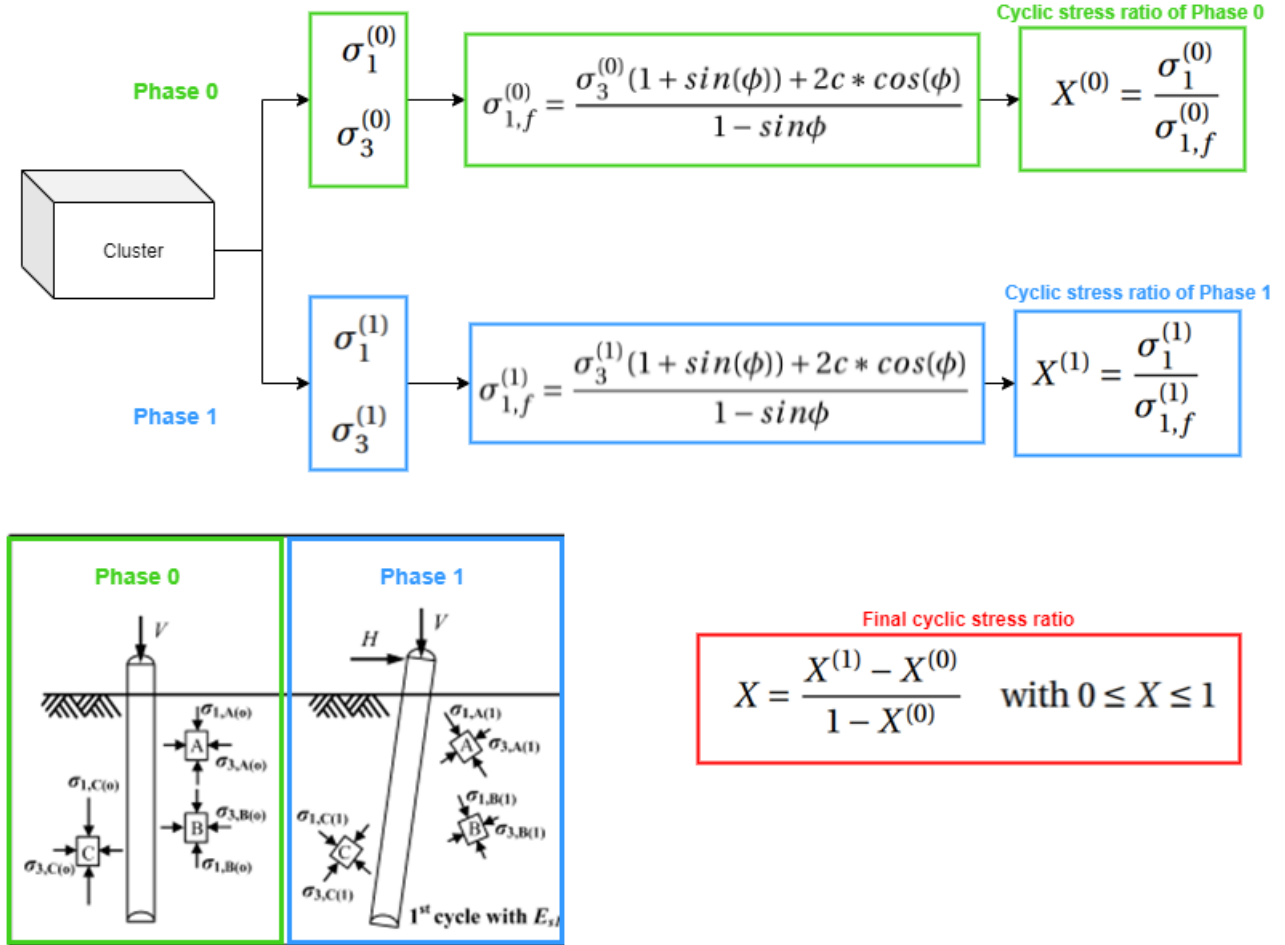 Cyclic stress ratio of Phase 0
Phase 0
σ₁⁽⁰⁾
σ₃⁽⁰⁾
σ₁,f⁽⁰⁾ = (σ₃⁽⁰⁾(1 + sin(ϕ)) + 2c * cos(ϕ)) / (1 − sinϕ)
X⁽⁰⁾ = σ₁⁽⁰⁾ / σ₁,f⁽⁰⁾
Cluster
Cyclic stress ratio of Phase 1
Phase 1
σ₁⁽¹⁾
σ₃⁽¹⁾
σ₁,f⁽¹⁾ = (σ₃⁽¹⁾(1 + sin(ϕ)) + 2c * cos(ϕ)) / (1 − sinϕ)
X⁽¹⁾ = σ₁⁽¹⁾ / σ₁,f⁽¹⁾
Phase 0
V
σ1,A(o)
A
σ3,A(o)
σ1,C(o)
σ3,B(o)
B
C
σ1,B(o)
σ3,C(o)
Phase 1
V
H
σ1,A(1)
A
σ3,A(1)
σ1,B(1)
σ1,C(1)
B
σ3,B(1)
C
σ3,C(1)
1st cycle with Es1
Final cyclic stress ratio
X = (X⁽¹⁾ − X⁽⁰⁾) / (1 − X⁽⁰⁾) with 0 ≤ X ≤ 1